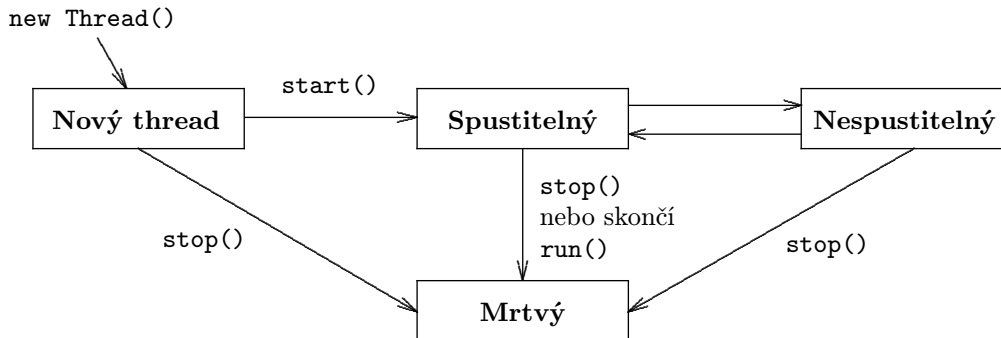 new Thread()
start()
Nový thread
Spustitelný
Nespustitelný
stop()
nebo skončí
run()
stop()
stop()
Mrtvý